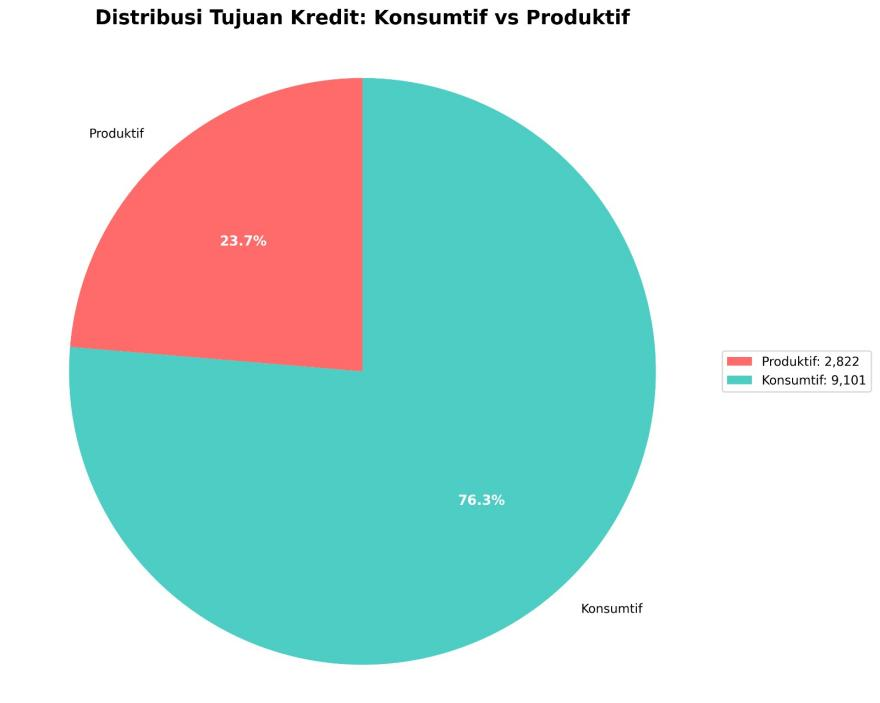 Distribusi Tujuan Kredit: Konsumtif vs Produktif
Produktif
23.7%
Produktif: 2,822
Konsumtif: 9,101
76.3%
Konsumtif